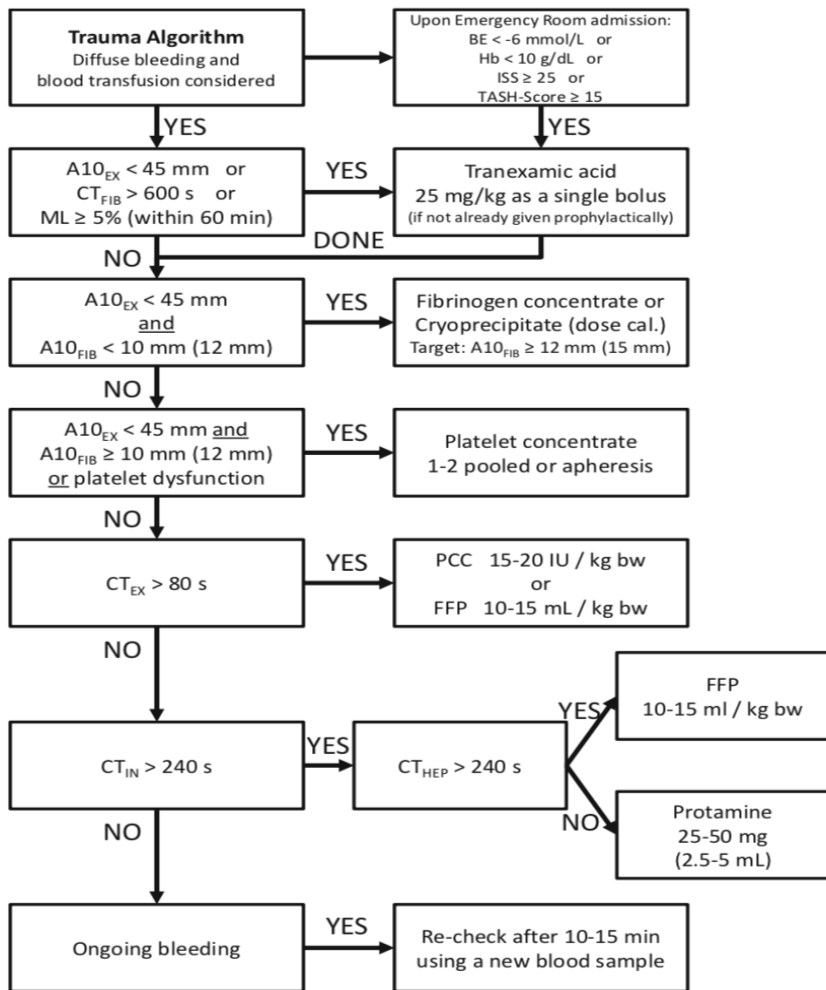 Trauma Algorithm
Diffuse bleeding and
blood transfusion considered
Upon Emergency Room admission:
BE < -6 mmol/L or
Hb < 10 g/dL or
ISS ≥ 25 or
TASH-Score ≥ 15
YES
YES
A10EX < 45 mm or
CTFIB > 600 s or
ML ≥ 5% (within 60 min)
YES
Tranexamic acid
25 mg/kg as a single bolus
(if not already given prophylactically)
NO
DONE
A10EX < 45 mm
and
A10FIB < 10 mm (12 mm)
YES
Fibrinogen concentrate or
Cryoprecipitate (dose cal.)
Target: A10FIB ≥ 12 mm (15 mm)
NO
A10EX < 45 mm and
A10FIB ≥ 10 mm (12 mm)
or platelet dysfunction
YES
Platelet concentrate
1-2 pooled or apheresis
NO
CTEX > 80 s
YES
PCC 15-20 IU / kg bw
or
FFP 10-15 mL / kg bw
NO
CTIN > 240 s
YES
CTHEP > 240 s
YES
FFP
10-15 ml / kg bw
NO
Protamine
25-50 mg
(2.5-5 mL)
NO
Ongoing bleeding
YES
Re-check after 10-15 min
using a new blood sample